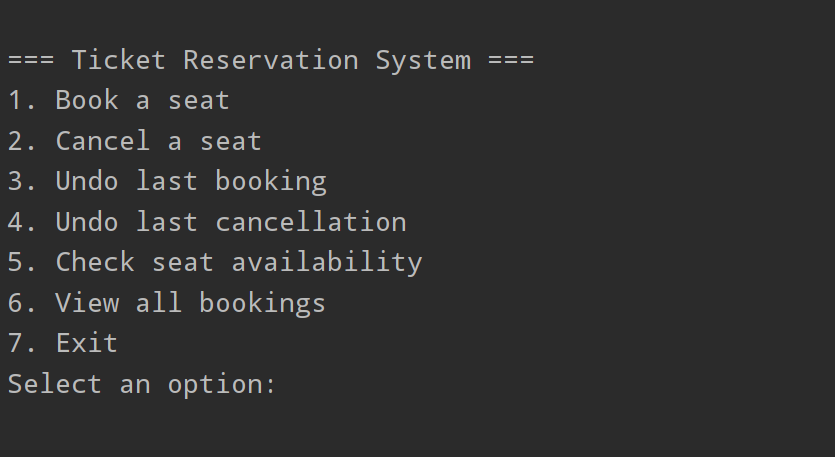 === Ticket Reservation System ===
1. Book a seat
2. Cancel a seat
3. Undo last booking
4. Undo last cancellation
5. Check seat availability
6. View all bookings
7. Exit
Select an option: